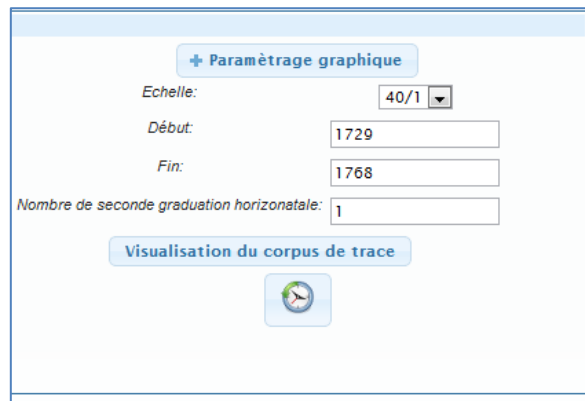 + Paramètrage graphique
Echelle: 40/1
Début: 1729
Fin: 1768
Nombre de seconde graduation horizonatale: 1
Visualisation du corpus de trace